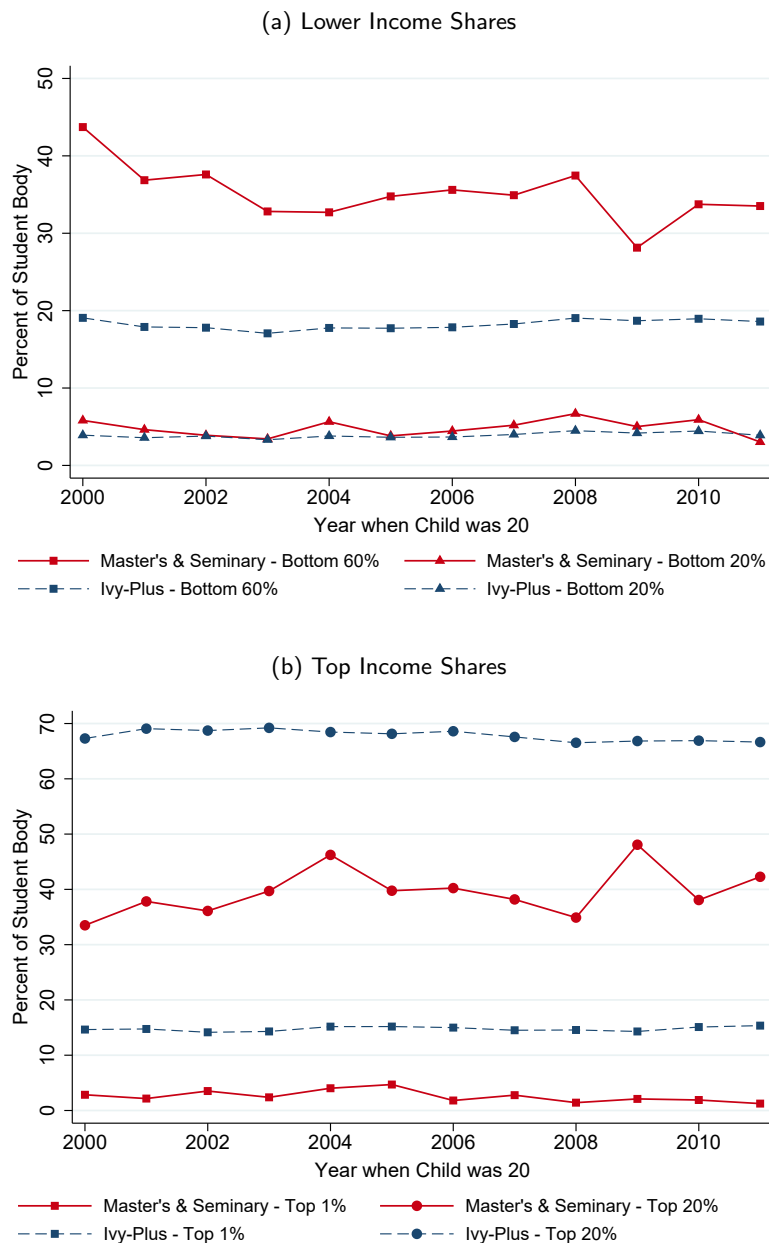 (a) Lower Income Shares
50
40
30
20
10
0
Percent of Student Body
2000 2002 2004 2006 2008 2010
Year when Child was 20
Master's & Seminary - Bottom 60% Master's & Seminary - Bottom 20%
Ivy-Plus - Bottom 60% Ivy-Plus - Bottom 20%
(b) Top Income Shares
70
60
50
40
30
20
10
0
Percent of Student Body
2000 2002 2004 2006 2008 2010
Year when Child was 20
Master's & Seminary - Top 1% Master's & Seminary - Top 20%
Ivy-Plus - Top 1% Ivy-Plus - Top 20%